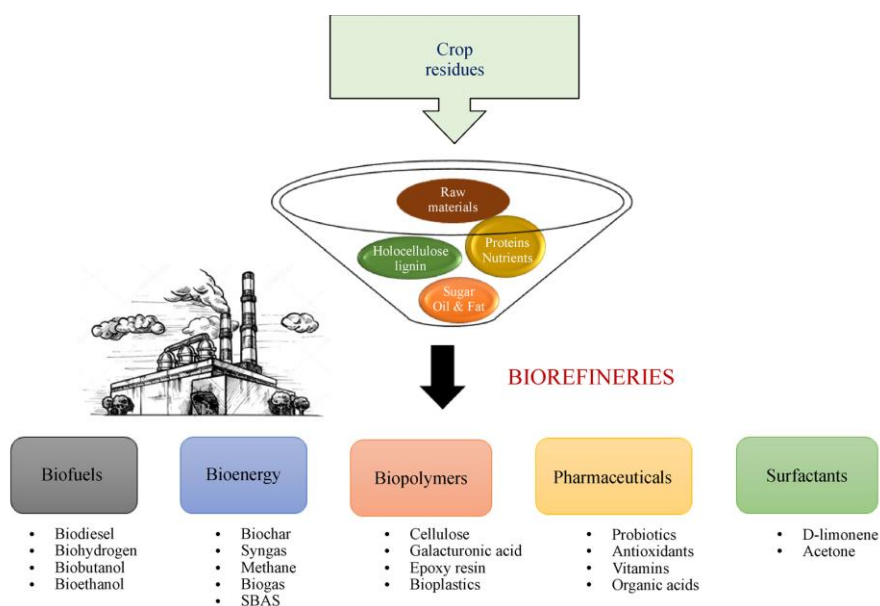 Crop
residues
Raw
materials
Holocellulose
lignin
Proteins
Nutrients
Sugar
Oil & Fat
BIOREFINERIES
Biofuels
• Biodiesel
• Biohydrogen
• Biobutanol
• Bioethanol
Bioenergy
• Biochar
• Syngas
• Methane
• Biogas
• SBAS
Biopolymers
• Cellulose
• Galacturonic acid
• Epoxy resin
• Bioplastics
Pharmaceuticals
• Probiotics
• Antioxidants
• Vitamins
• Organic acids
Surfactants
• D-limonene
• Acetone